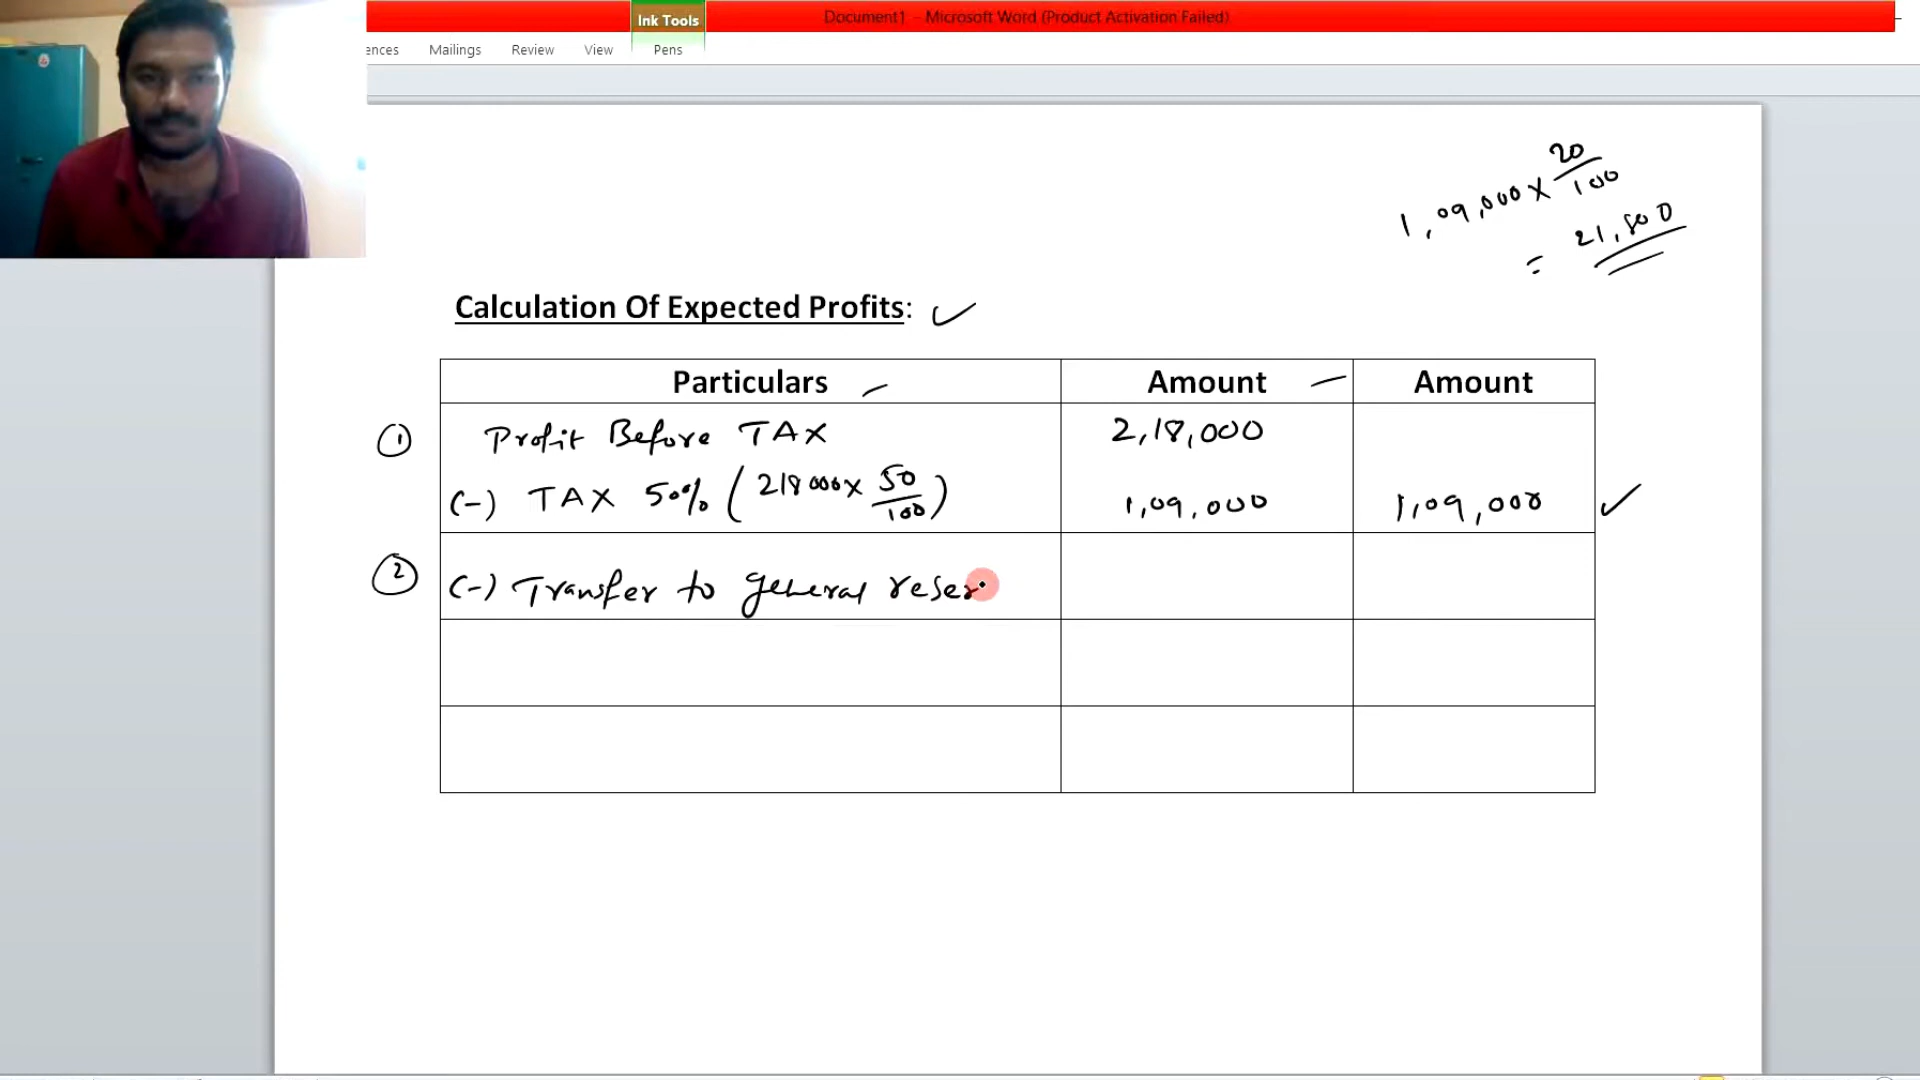 Ink Tools
Document1 - Microsoft Word (Product Activation Failed)
ences Mailings Review View Pens
1,09,000 x 20/100
= 21,800
Calculation Of Expected Profits:
Particulars Amount Amount
1 Profit Before TAX 2,18,000
(-) TAX 50% (218000 x 50/100) 1,09,000 1,09,000
2 (-) Transfer to general reser